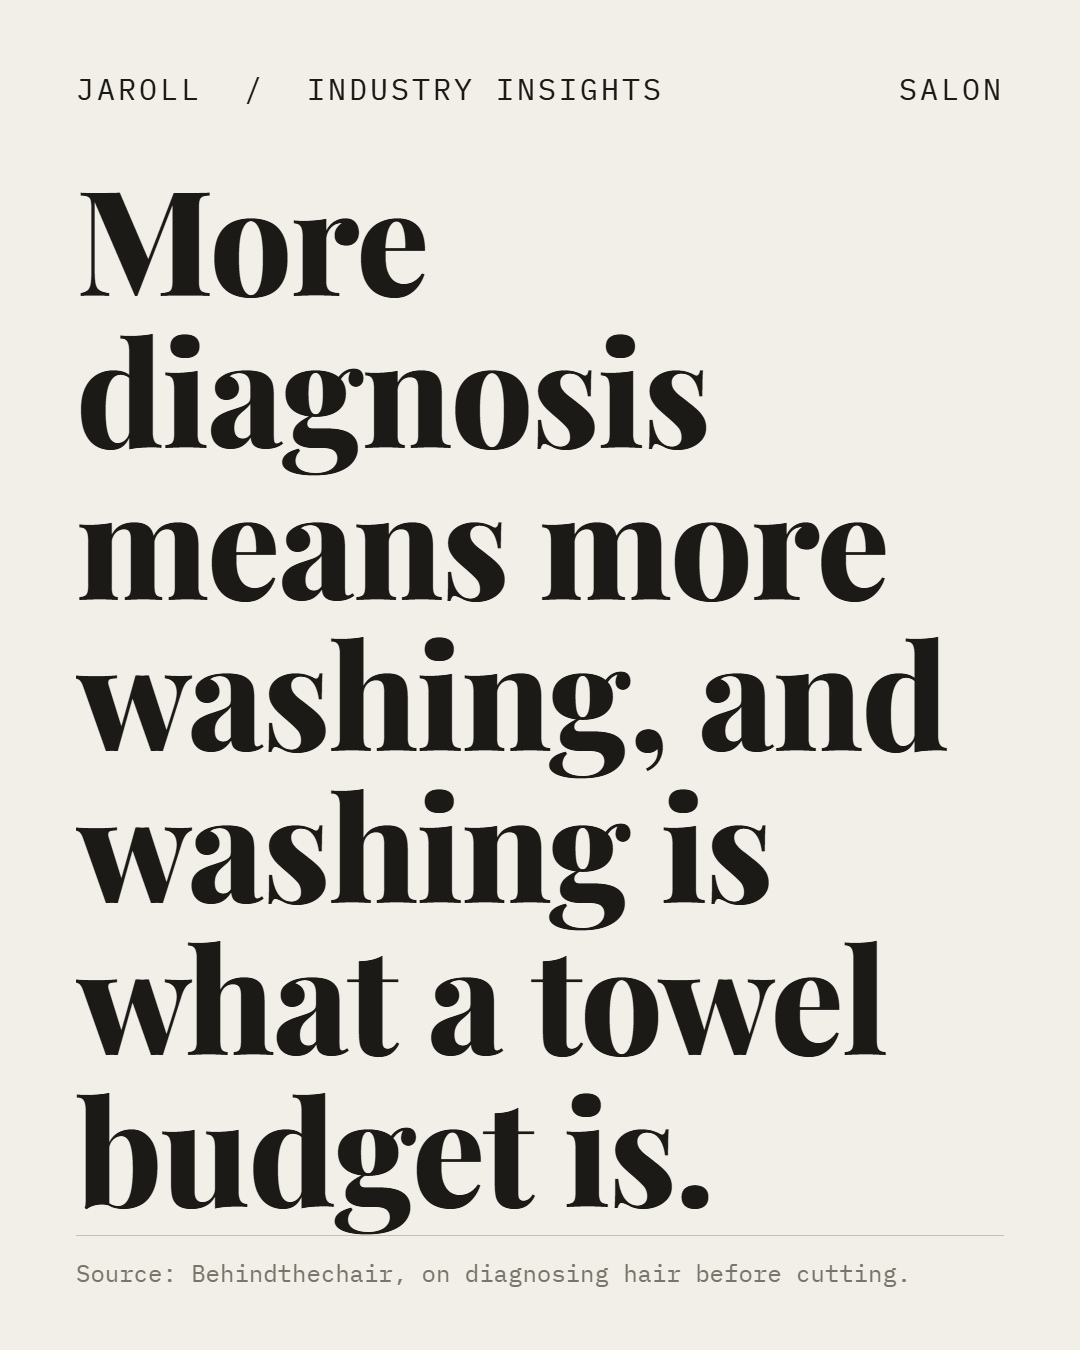 JAROLL / INDUSTRY INSIGHTS SALON
More
diagnosis
means more
washing, and
washing is
what a towel
budget is.
Source: Behindthechair, on diagnosing hair before cutting.